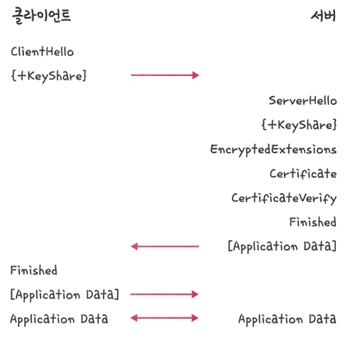 클라이언트 서버
ClientHello
{+KeyShare}
ServerHello
{+KeyShare}
EncryptedExtensions
Certificate
CertificateVerify
Finished
[Application Data]
Finished
[Application Data]
Application Data Application Data